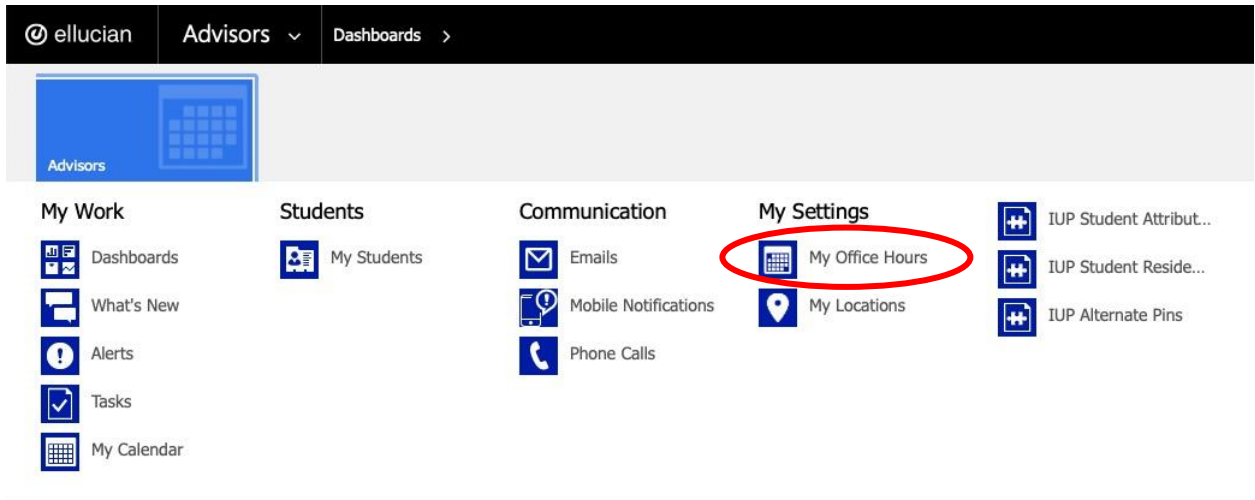 ellucian Advisors Dashboards
Advisors
My Work
Dashboards
What's New
Alerts
Tasks
My Calendar
Students
My Students
Communication
Emails
Mobile Notifications
Phone Calls
My Settings
My Office Hours
My Locations
IUP Student Attribut...
IUP Student Reside...
IUP Alternate Pins